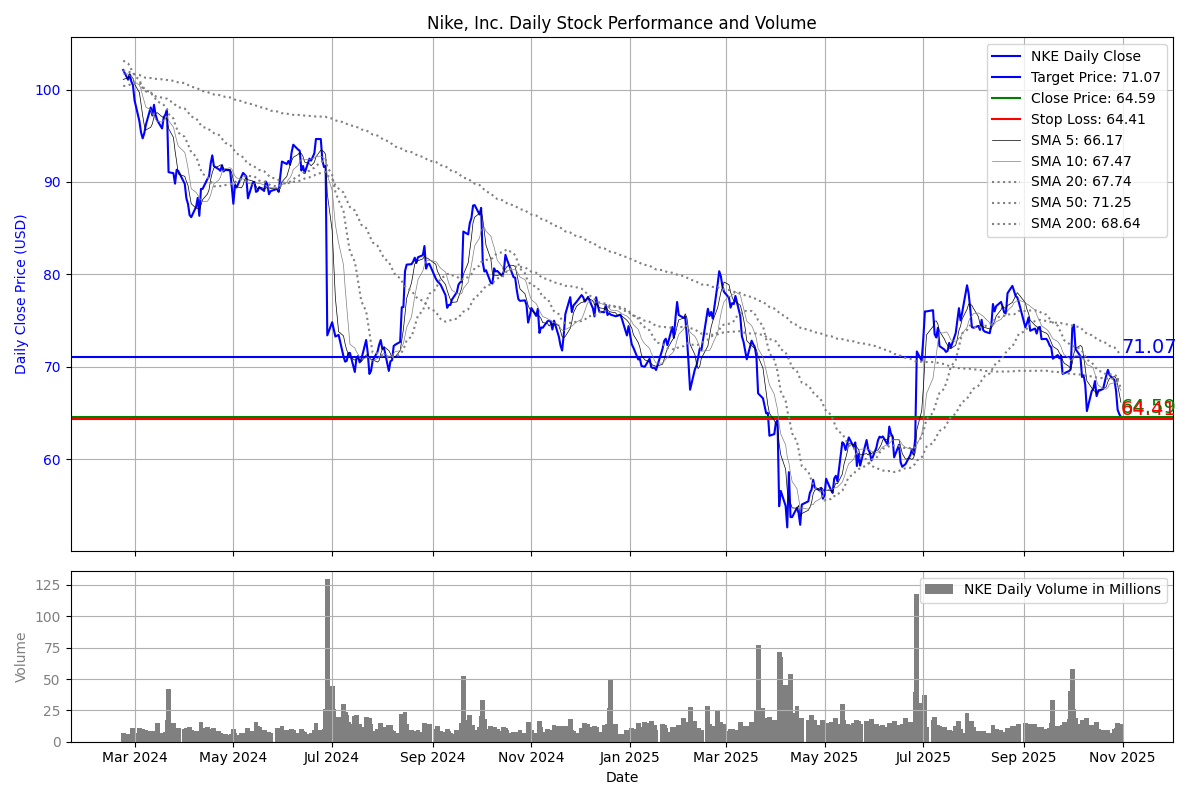 Nike, Inc. Daily Stock Performance and Volume
Daily Close Price (USD)
100
90
80
70
60
NKE Daily Close
Target Price: 71.07
Close Price: 64.59
Stop Loss: 64.41
SMA 5: 66.17
SMA 10: 67.47
SMA 20: 67.74
SMA 50: 71.25
SMA 200: 68.64
71.07
64.59
64.41
Volume
125
100
75
50
25
0
NKE Daily Volume in Millions
Mar 2024 May 2024 Jul 2024 Sep 2024 Nov 2024 Jan 2025 Mar 2025 May 2025 Jul 2025 Sep 2025 Nov 2025
Date